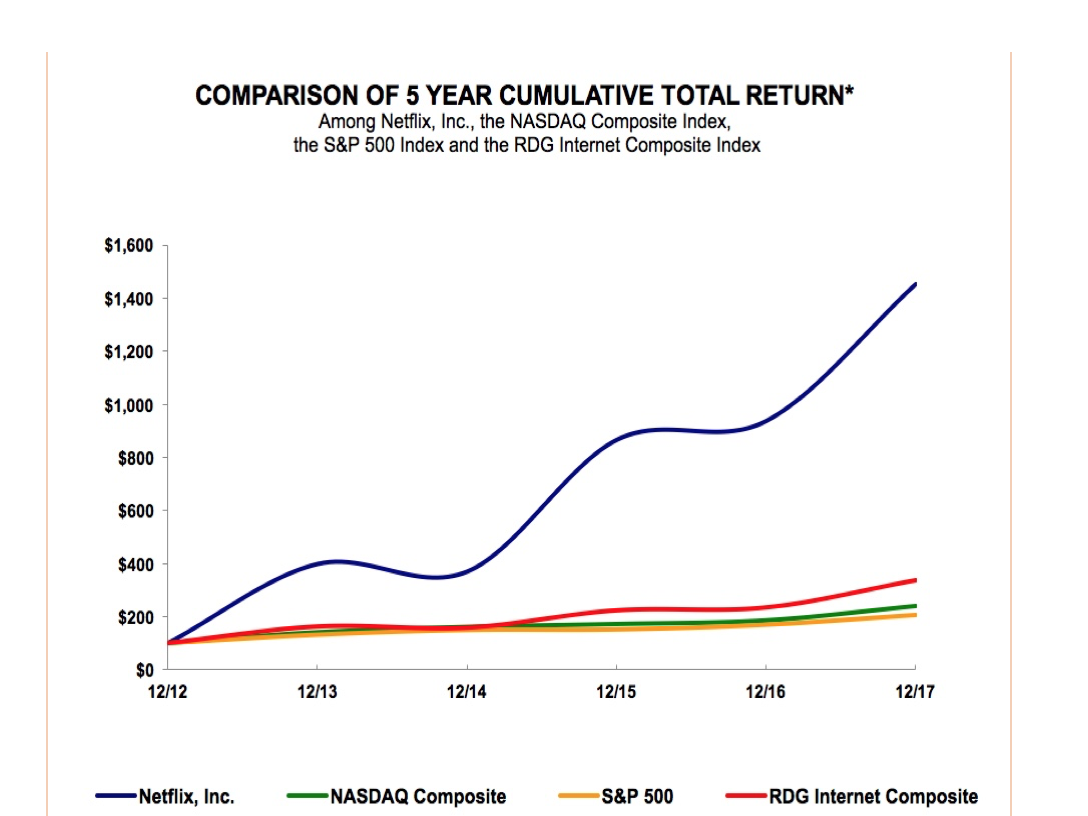 COMPARISON OF 5 YEAR CUMULATIVE TOTAL RETURN*
Among Netflix, Inc., the NASDAQ Composite Index,
the S&P 500 Index and the RDG Internet Composite Index
$1,600
$1,400
$1,200
$1,000
$800
$600
$400
$200
$0
12/12 12/13 12/14 12/15 12/16 12/17
Netflix, Inc. NASDAQ Composite S&P 500 RDG Internet Composite